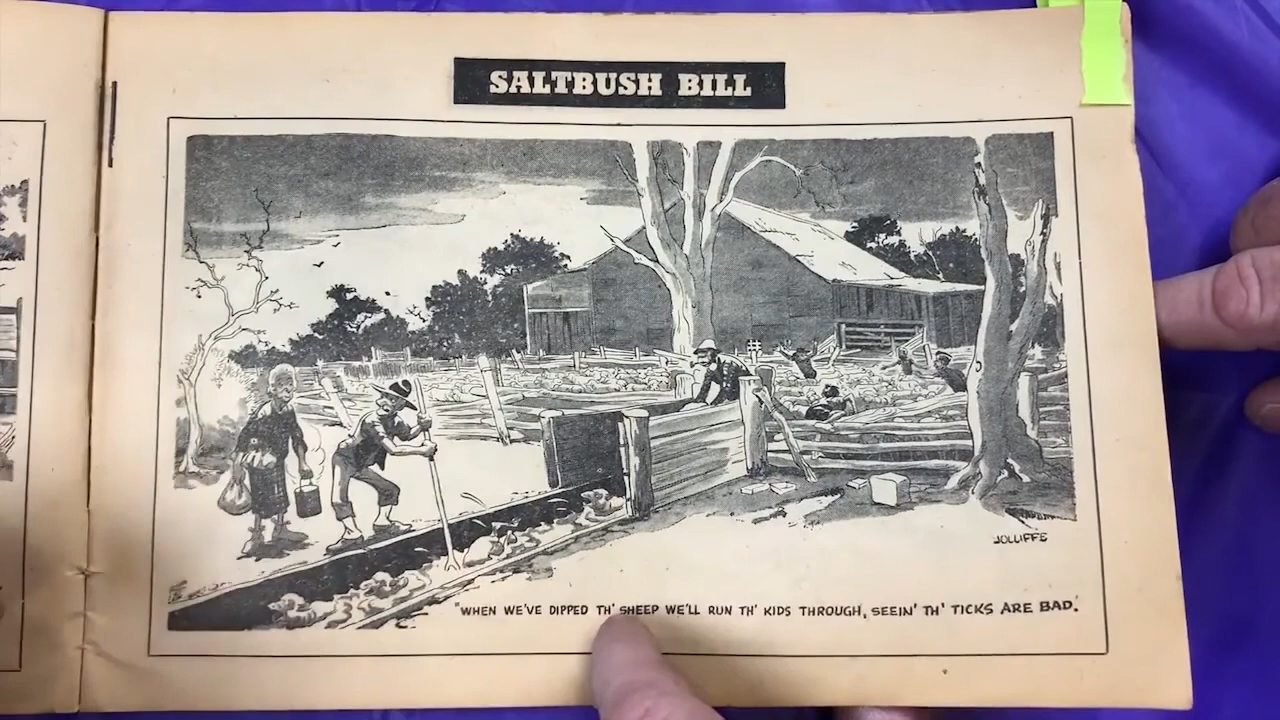 SALTBUSH BILL
JOLLIFFE
"WHEN WE'VE DIPPED TH' SHEEP WE'LL RUN TH' KIDS THROUGH, SEEIN' TH' TICKS ARE BAD."